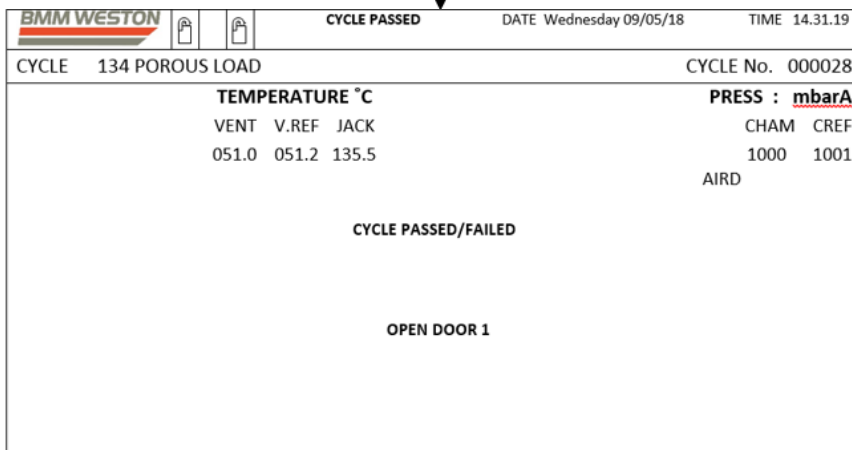 BMM WESTON CYCLE PASSED DATE Wednesday 09/05/18 TIME 14.31.19
CYCLE 134 POROUS LOAD CYCLE No. 000028
TEMPERATURE °C PRESS : mbarA
VENT V.REF JACK CHAM CREF
051.0 051.2 135.5 1000 1001
AIRD
CYCLE PASSED/FAILED
OPEN DOOR 1